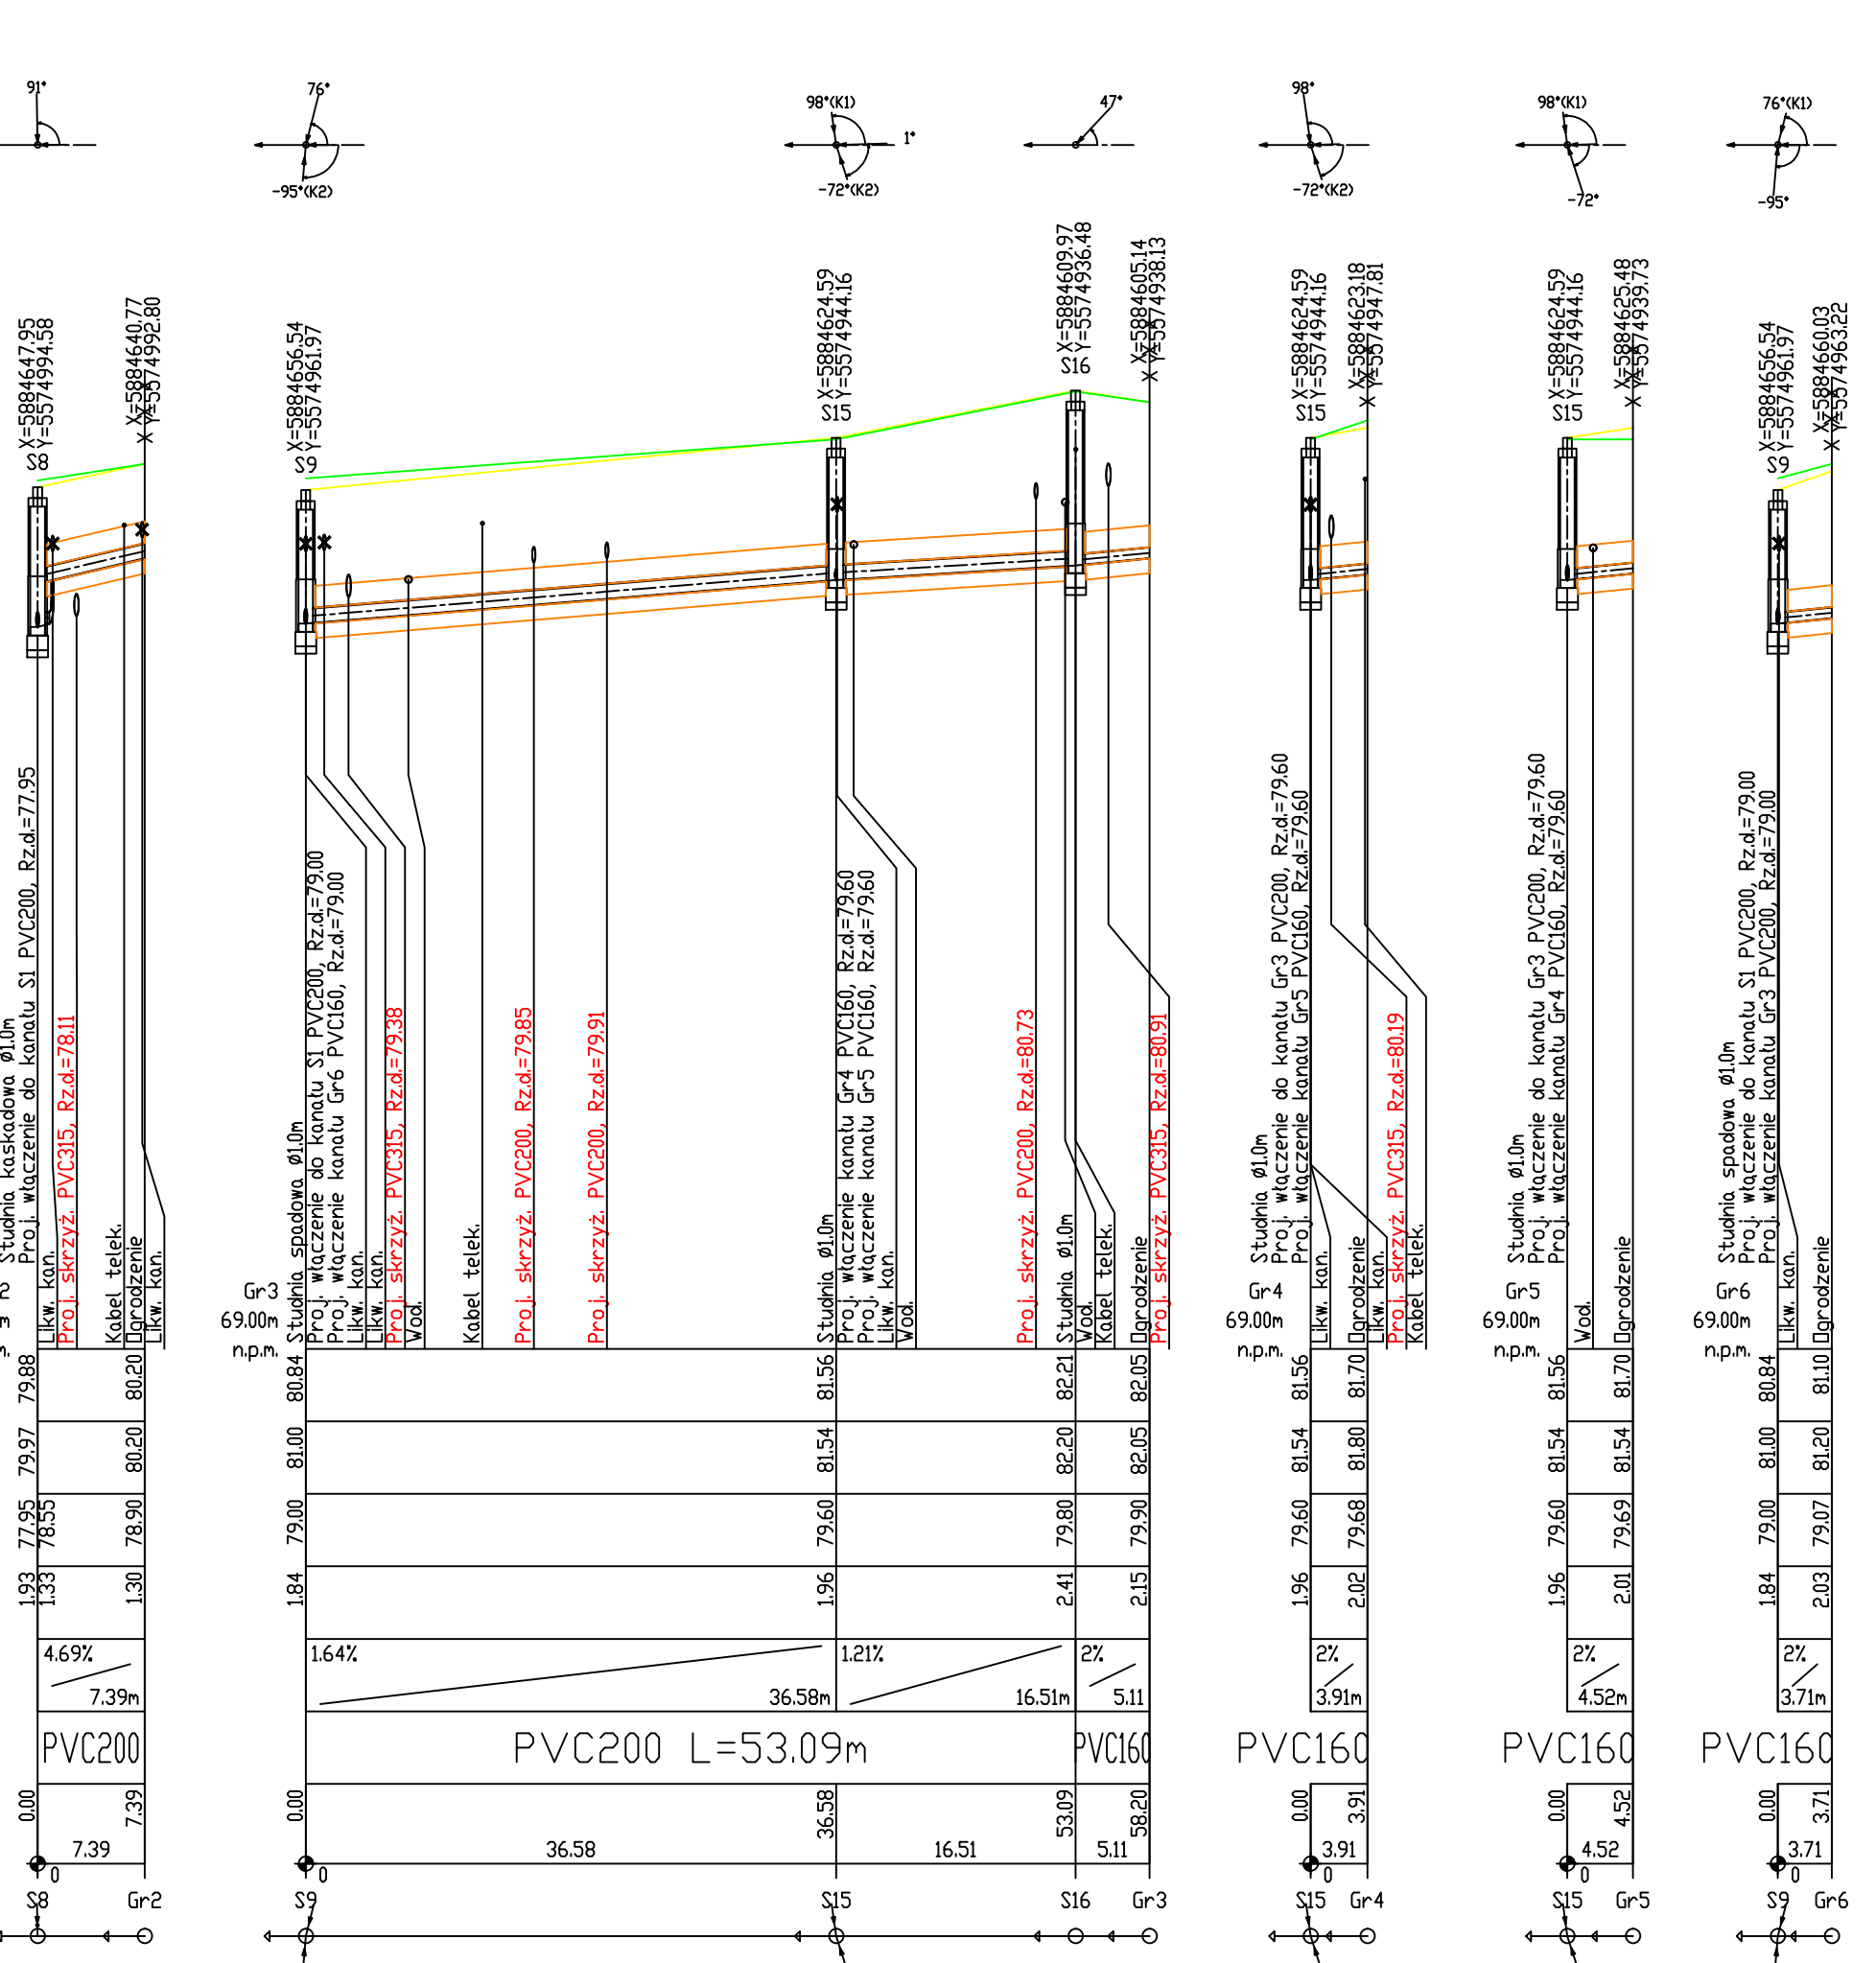 91°
76°
-95°(K2)
98°(K1)
1°
-72°(K2)
47°
98°
-72°(K2)
98°(K1)
-72°
76°(K1)
-95°
X=5884647.95
Y=5574994.58
S8
X=5884640.77
Y=5574992.80
X=5884656.54
Y=5574961.97
S9
X=5884624.59
Y=5574944.16
S15
X=5884609.97
Y=5574936.48
S16
X=5884605.14
Y=5574938.13
X=5884624.59
Y=5574944.16
S15
X=5884623.18
Y=5574947.81
X=5884624.59
Y=5574944.16
S15
X=5884625.48
Y=5574939.73
X=5884656.54
Y=5574961.97
S9
X=5884660.03
Y=5574963.22
Studnia kaskadowa ø1.0m
Proj. włączenie do kanału S1 PVC200, Rz.d.=77.95
Likw. kan.
Proj. skrzyż. PVC315, Rz.d.=78.11
Kabel telek.
Ogrodzenie
Likw. kan.
Gr3
69.00m
n.p.m.
Studnia spadowa ø1.0m
Proj. włączenie do kanału S1 PVC200, Rz.d.=79.00
Proj. włączenie kanału Gr6 PVC160, Rz.d.=79.00
Likw. kan.
Likw. kan.
Proj. skrzyż. PVC315, Rz.d.=79.38
Wod.
Kabel telek.
Proj. skrzyż. PVC200, Rz.d.=79.85
Proj. skrzyż. PVC200, Rz.d.=79.91
Studnia ø1.0m
Proj. włączenie kanału Gr4 PVC160, Rz.d.=79.60
Proj. włączenie kanału Gr5 PVC160, Rz.d.=79.60
Likw. kan.
Wod.
Proj. skrzyż. PVC200, Rz.d.=80.73
Studnia ø1.0m
Wod.
Kabel telek.
Ogrodzenie
Proj. skrzyż. PVC315, Rz.d.=80.91
Gr4
69.00m
n.p.m.
Studnia ø1.0m
Proj. włączenie do kanału Gr3 PVC200, Rz.d.=79.60
Proj. włączenie kanału Gr5 PVC160, Rz.d.=79.60
Likw. kan.
Ogrodzenie
Likw. kan.
Proj. skrzyż. PVC315, Rz.d.=80.19
Kabel telek.
Gr5
69.00m
n.p.m.
Studnia ø1.0m
Proj. włączenie do kanału Gr3 PVC200, Rz.d.=79.60
Proj. włączenie kanału Gr4 PVC160, Rz.d.=79.60
Wod.
Ogrodzenie
Gr6
69.00m
n.p.m.
Studnia spadowa ø1.0m
Proj. włączenie do kanału S1 PVC200, Rz.d.=79.00
Proj. włączenie kanału Gr3 PVC200, Rz.d.=79.00
Likw. kan.
Ogrodzenie
79.88 80.20 80.84 81.56 82.21 82.05 81.56 81.70 81.56 81.70 80.84 81.10
79.97 80.20 81.00 81.54 82.20 82.05 81.54 81.80 81.54 81.54 81.00 81.20
77.95 78.55 78.90 79.00 79.60 79.80 79.90 79.60 79.68 79.60 79.69 79.00 79.07
1.93 1.33 1.30 1.84 1.96 2.41 2.15 1.96 2.02 1.96 2.01 1.84 2.03
4.69% 1.64% 1.21% 2% 2% 2% 2%
7.39m 36.58m 16.51m 5.11 3.91m 4.52m 3.71m
PVC200 PVC200 L=53.09m PVC160 PVC160 PVC160 PVC160
0.00 7.39 0.00 36.58 53.09 58.20 0.00 3.91 0.00 4.52 0.00 3.71
7.39 36.58 16.51 5.11 3.91 4.52 3.71
0 0 0 0 0
S8 Gr2 S9 S15 S16 Gr3 S15 Gr4 S15 Gr5 S9 Gr6